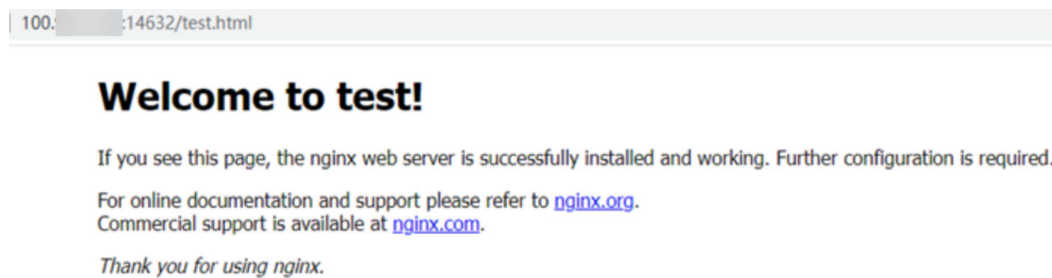 100. :14632/test.html
Welcome to test!
If you see this page, the nginx web server is successfully installed and working. Further configuration is required.
For online documentation and support please refer to nginx.org.
Commercial support is available at nginx.com.
Thank you for using nginx.